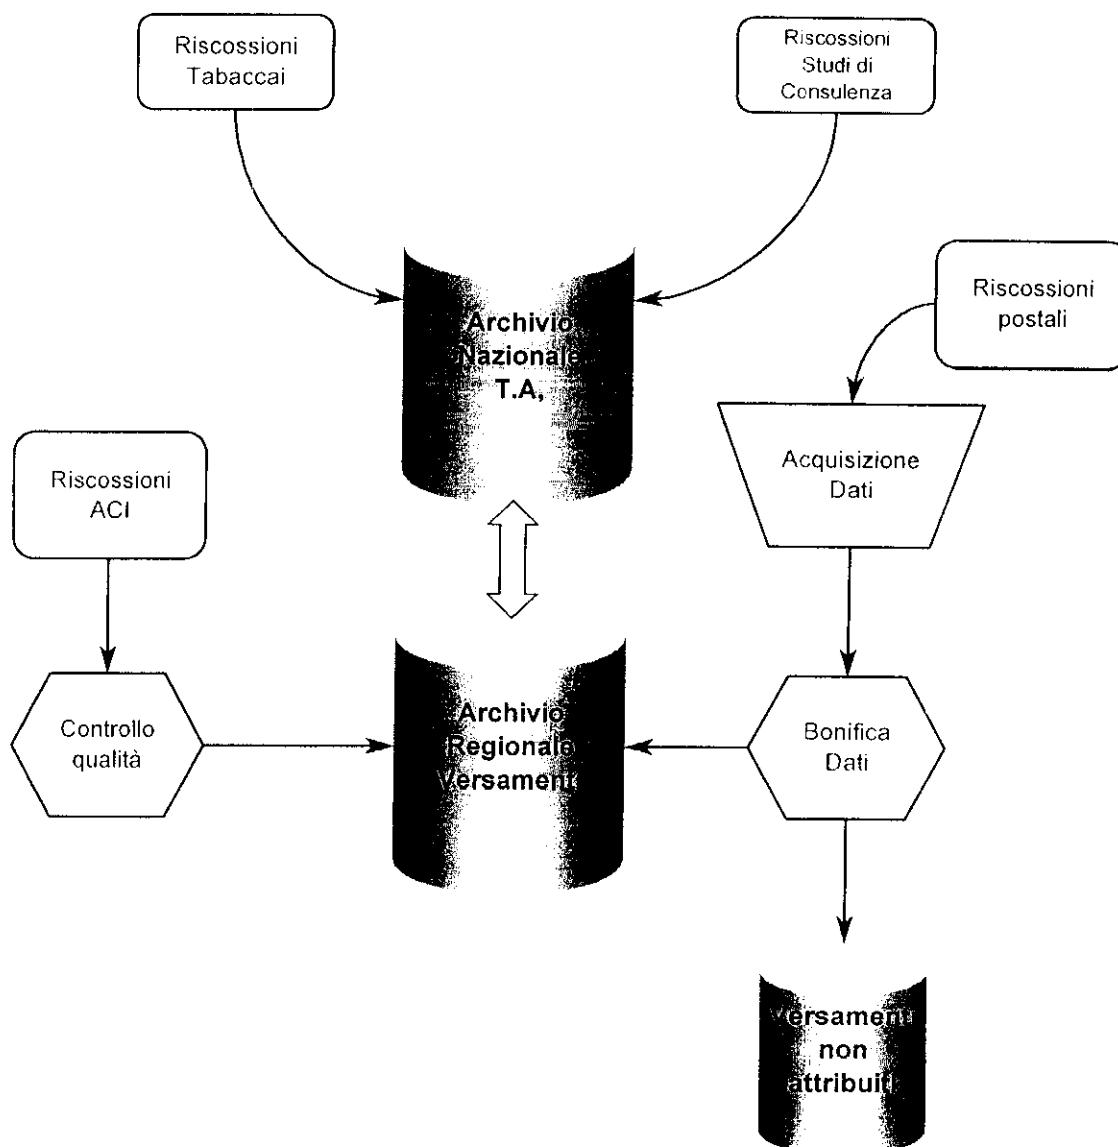 Riscossioni
Tabaccai
Riscossioni
Studi di
Consulenza
Riscossioni
postali
Archivio
Nazionale
T.A,
Acquisizione
Dati
Riscossioni
ACI
Controllo
qualità
Archivio
Regionale
Versamenti
Bonifica
Dati
Versamenti
non
attribuiti